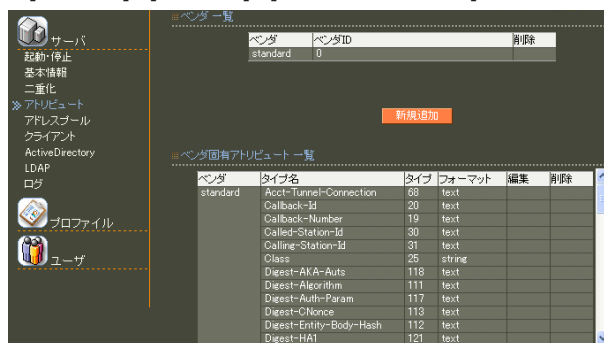 サーバ
起動・停止
基本情報
二重化
アトリビュート
アドレスプール
クライアント
ActiveDirectory
LDAP
ログ
プロファイル
ユーザ
ベンダ 一覧
ベンダ ベンダID 削除
standard 0
新規追加
ベンダ固有アトリビュート 一覧
ベンダ タイプ名 タイプ フォーマット 編集 削除
standard Acct-Tunnel-Connection 68 text
Callback-Id 20 text
Callback-Number 19 text
Called-Station-Id 30 text
Calling-Station-Id 31 text
Class 25 string
Digest-AKA-Auts 118 text
Digest-Algorithm 111 text
Digest-Auth-Param 117 text
Digest-CNonce 113 text
Digest-Entity-Body-Hash 112 text
Digest-HA1 121 text